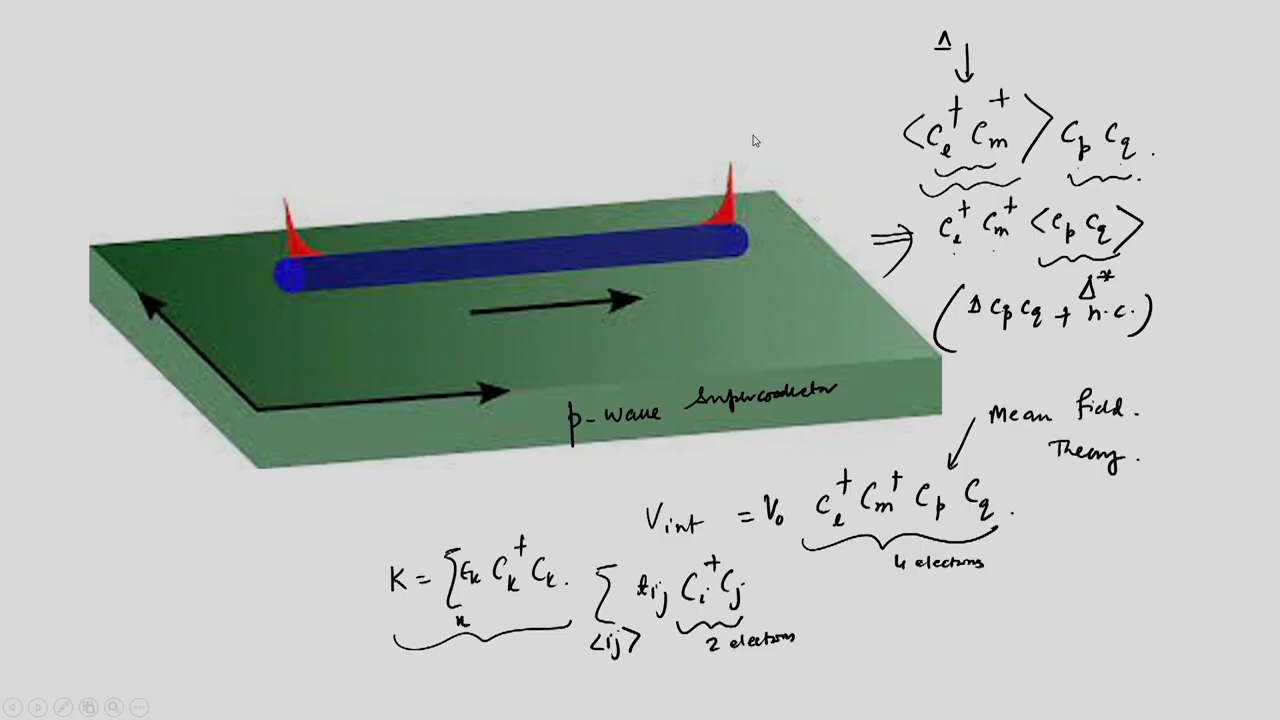 Δ
<C_l^† C_m^†> C_p C_q .
⇒ C_l^† C_m^† <C_p C_q>
Δ*
(Δ C_p C_q + h.c.)
p-wave Superconductor
Mean field.
Theory.
V_int = V_0 C_l^† C_m^† C_p C_q .
4 electrons
K = Σ_k ε_k C_k^† C_k . Σ_<ij> t_ij C_i^† C_j
2 electrons